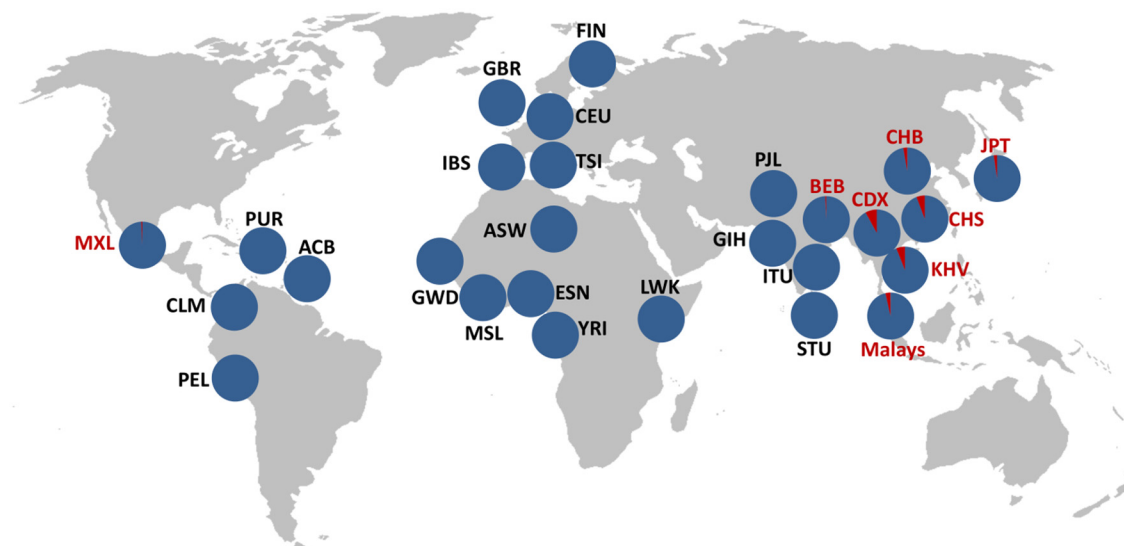 FIN
GBR
CEU
IBS
TSI
CHB
JPT
PJL
BEB
CDX
CHS
PUR
ACB
MXL
ASW
GIH
ITU
KHV
CLM
GWD
MSL
ESN
YRI
LWK
STU
Malays
PEL